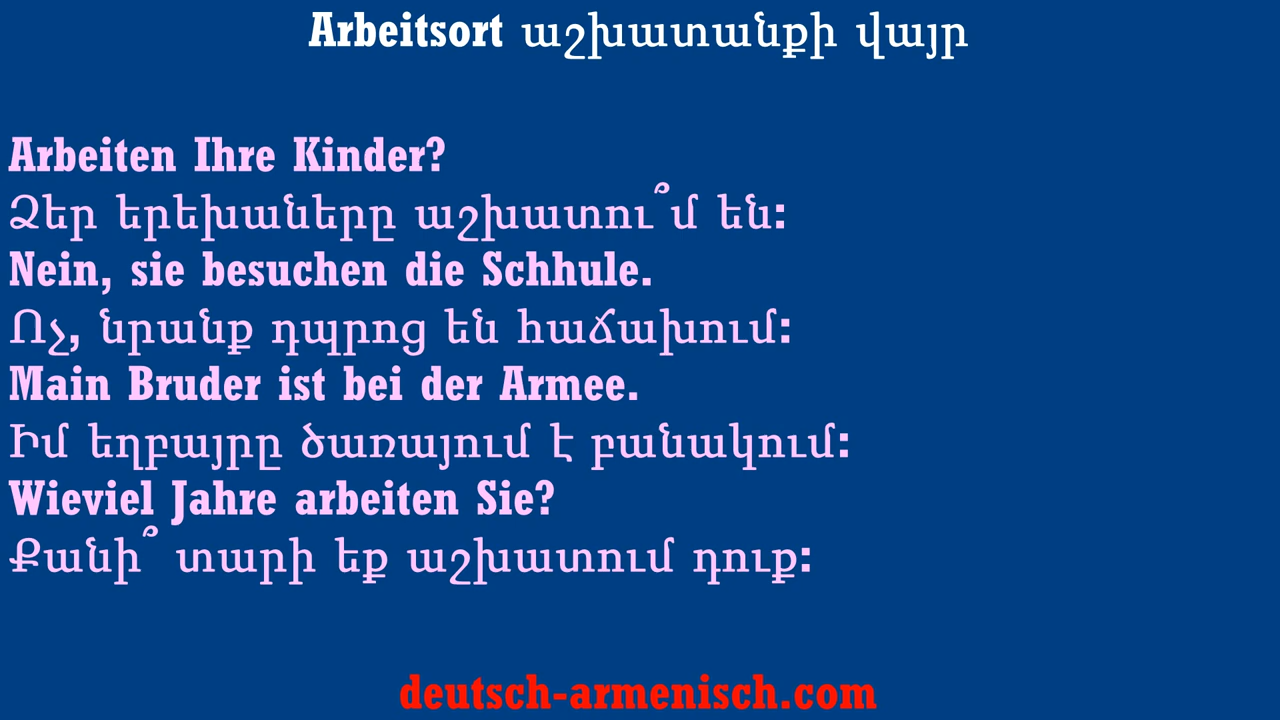 Arbeitsort աշխատանքի վայր
Arbeiten Ihre Kinder?
Ձեր երեխաները աշխատու՞մ են:
Nein, sie besuchen die Schhule.
Ոչ, նրանք դպրոց են հաճախում:
Main Bruder ist bei der Armee.
Իմ եղբայրը ծառայում է բանակում:
Wieviel Jahre arbeiten Sie?
Քանի՞ տարի եք աշխատում դուք:
deutsch-armenisch.com